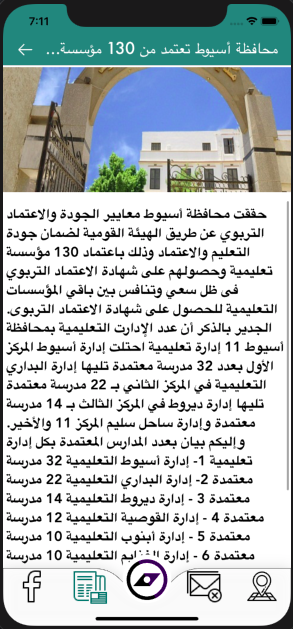 7:11
محافظة أسيوط تعتمد من 130 مؤسسة...
حققت محافظة أسيوط معايير الجودة والاعتماد
التربوي عن طريق الهيئة القومية لضمان جودة
التعليم والاعتماد وذلك باعتماد 130 مؤسسة
تعليمية وحصولهم على شهادة الاعتماد التربوي
فى ظل سعي وتنافس بين باقي المؤسسات
التعليمية للحصول على شهادة الاعتماد التربوى.
الجدير بالذكر أن عدد الإدارت التعليمية بمحافظة
أسيوط 11 إدارة تعليمية احتلت إدارة أسيوط المركز
الأول بعدد 32 مدرسة معتمدة تليها إدارة البداري
التعليمية في المركز الثاني بـ 22 مدرسة معتمدة
تليها إدارة ديروط في المركز الثالث بـ 14 مدرسة
معتمدة وإدارة ساحل سليم المركز 11 والأخير.
وإليكم بيان بعدد المدارس المعتمدة بكل إدارة
تعليمية 1- إدارة أسيوط التعليمية 32 مدرسة
معتمدة 2- إدارة البداري التعليمية 22 مدرسة
معتمدة 3 - إدارة ديروط التعليمية 14 مدرسة
معتمدة 4 - إدارة القوصية التعليمية 12 مدرسة
معتمدة 5 - إدارة أبنوب التعليمية 10 مدرسة
معتمدة 6 - إدارة الغنايم التعليمية 10 مدرسة